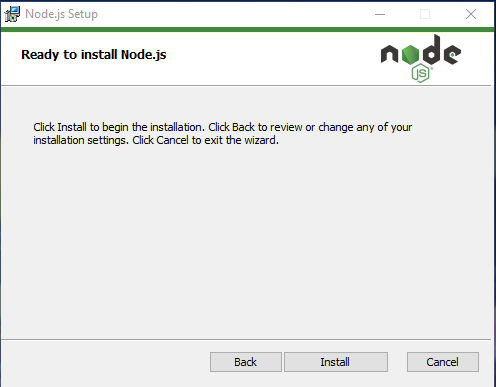 Node.js Setup
Ready to install Node.js
node
JS
Click Install to begin the installation. Click Back to review or change any of your
installation settings. Click Cancel to exit the wizard.
Back
Install
Cancel